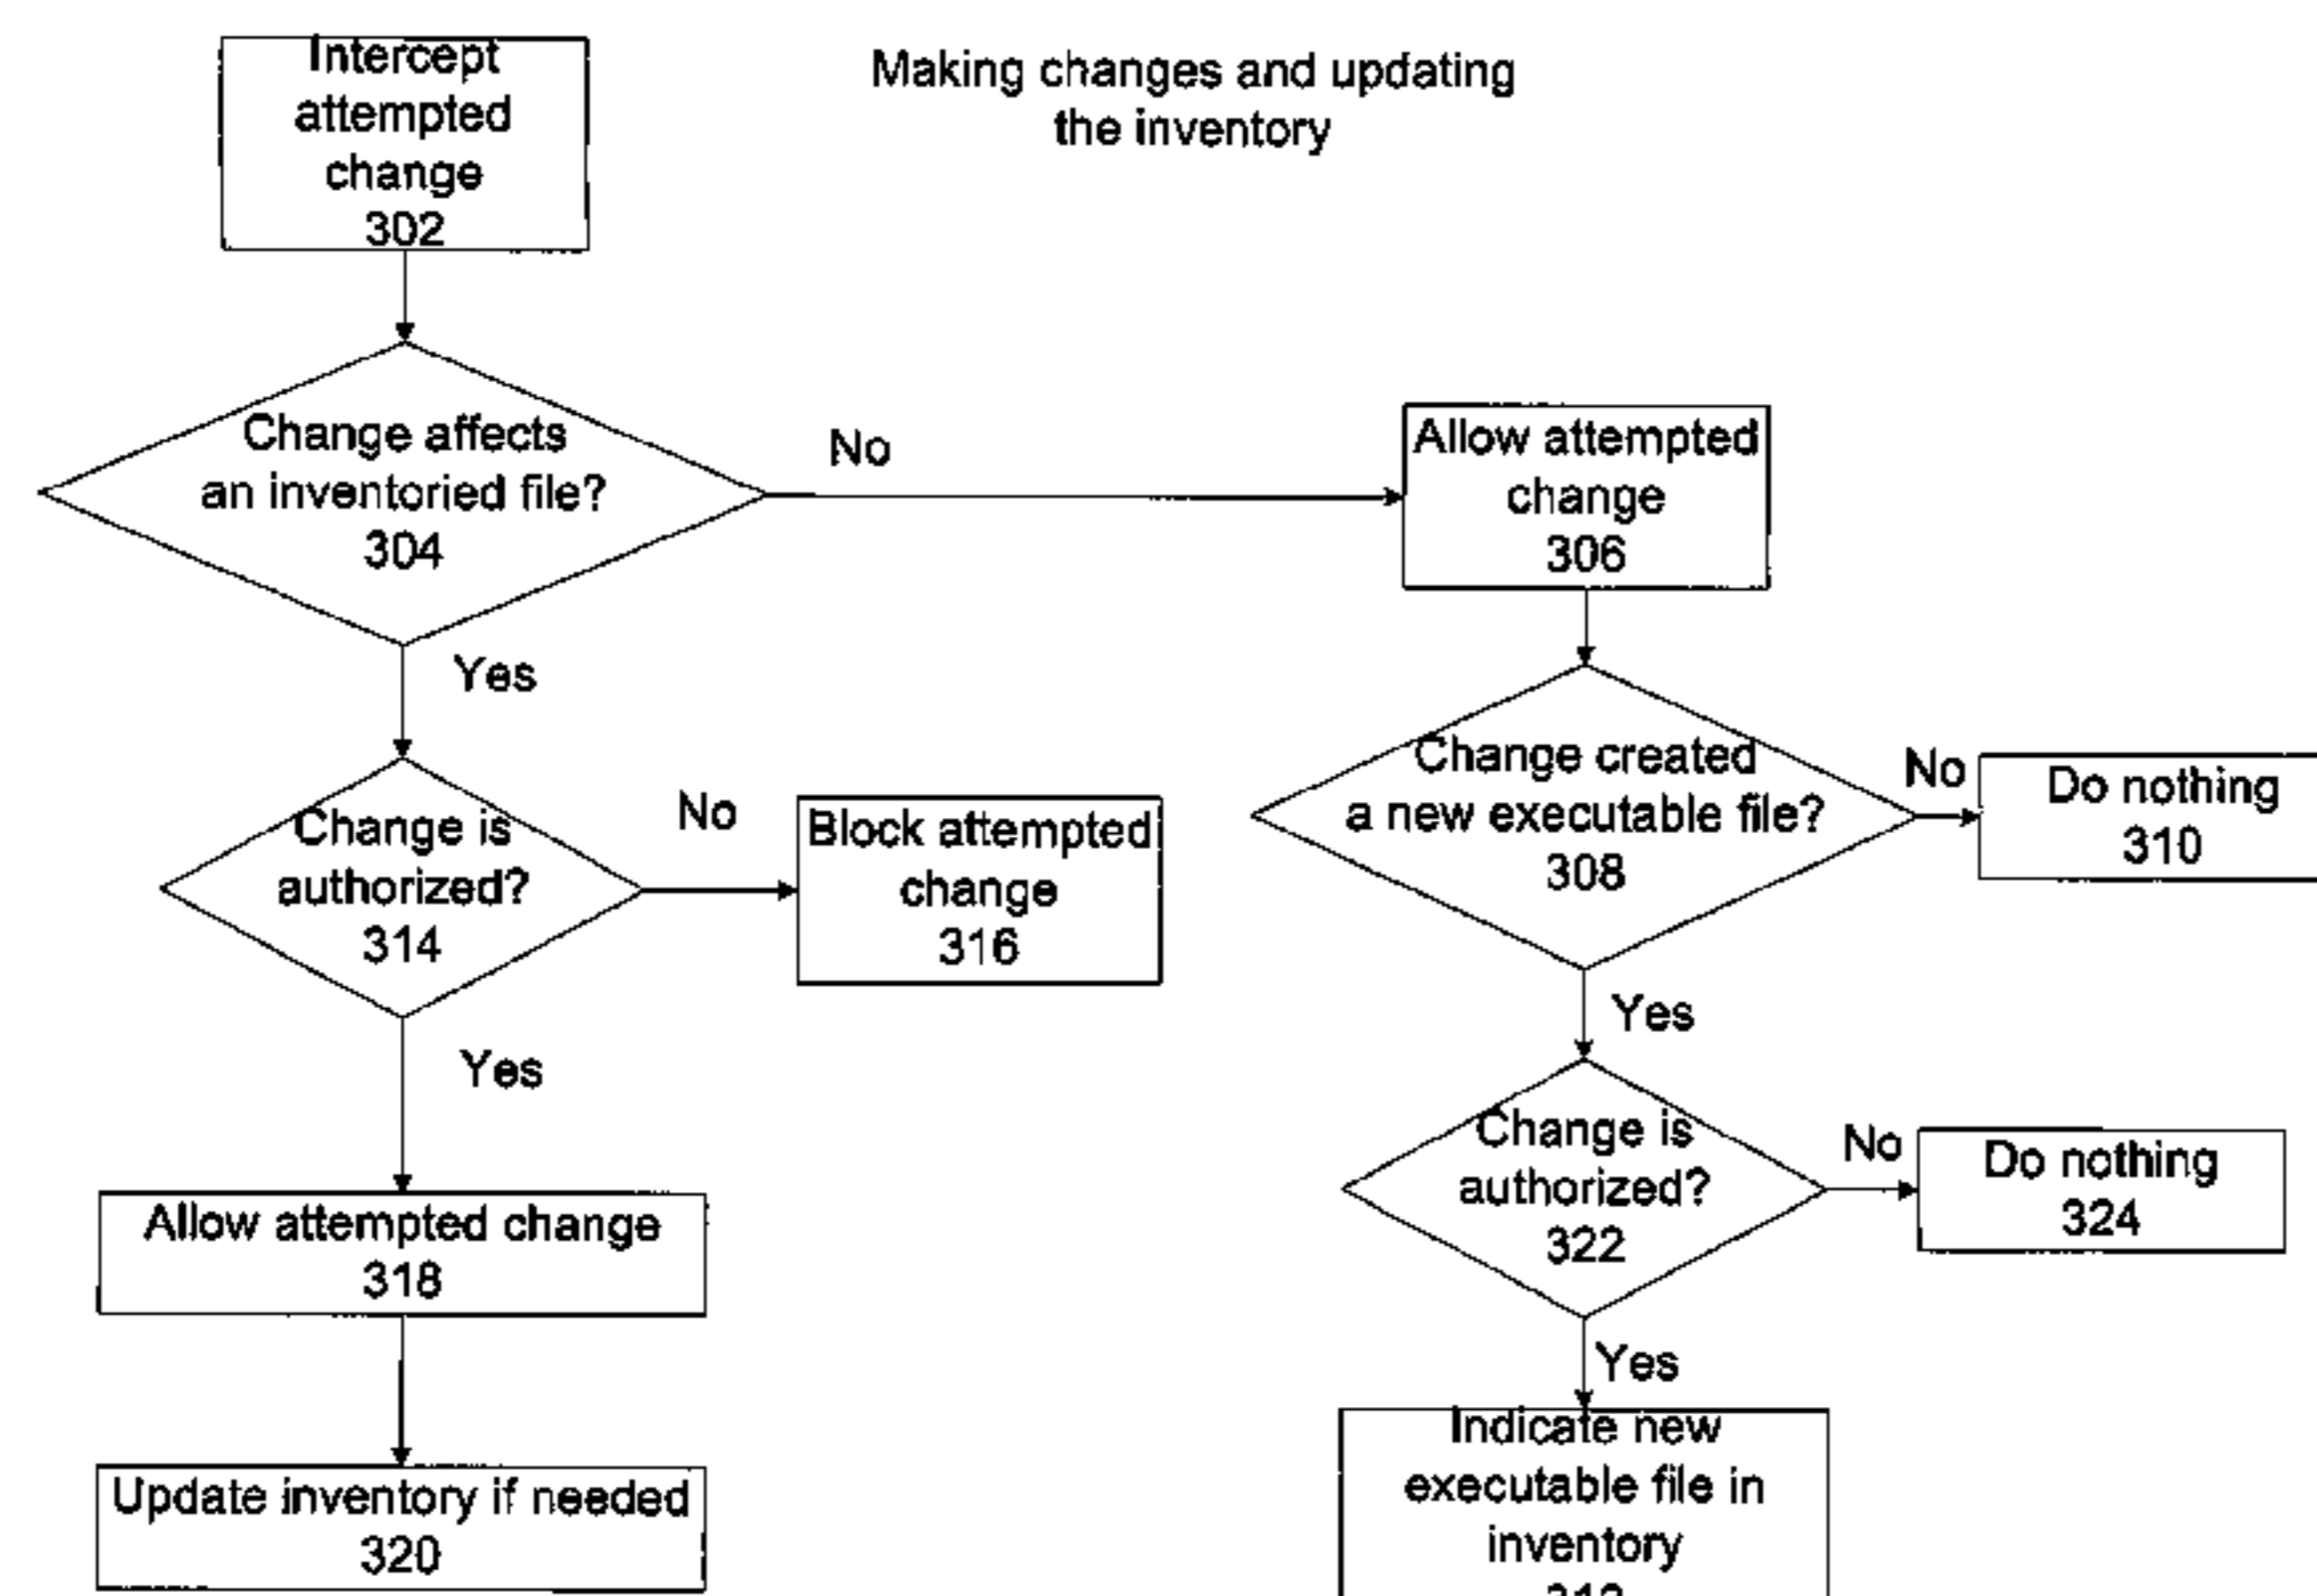 Intercept
attempted
change
302
Making changes and updating
the inventory
Change affects
an inventoried file?
304
No
Allow attempted
change
306
Yes
Change created
a new executable file?
308
No
Do nothing
310
Change is
authorized?
314
No
Block attempted
change
316
Yes
Change is
authorized?
322
No
Do nothing
324
Yes
Allow attempted change
318
Yes
Indicate new
executable file in
inventory
Update inventory if needed
320